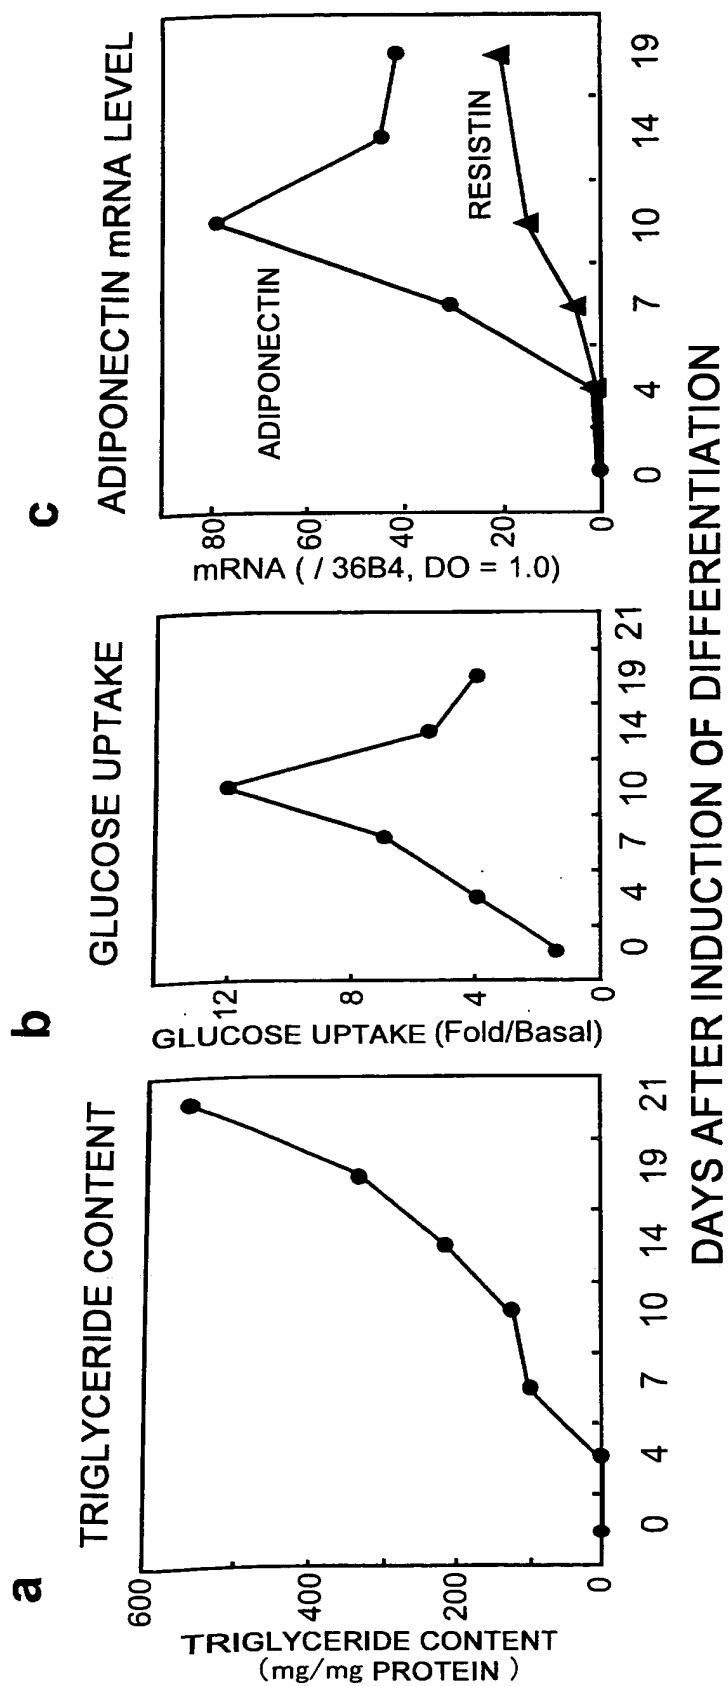 a
TRIGLYCERIDE CONTENT
600
400
200
0
TRIGLYCERIDE CONTENT
(mg/mg PROTEIN )
0 4 7 10 14 19 21
b
GLUCOSE UPTAKE
12
8
4
0
GLUCOSE UPTAKE (Fold/Basal)
0 4 7 10 14 19 21
c
ADIPONECTIN mRNA LEVEL
80
60
40
20
0
mRNA ( / 36B4, DO = 1.0)
ADIPONECTIN
RESISTIN
0 4 7 10 14 19
DAYS AFTER INDUCTION OF DIFFERENTIATION